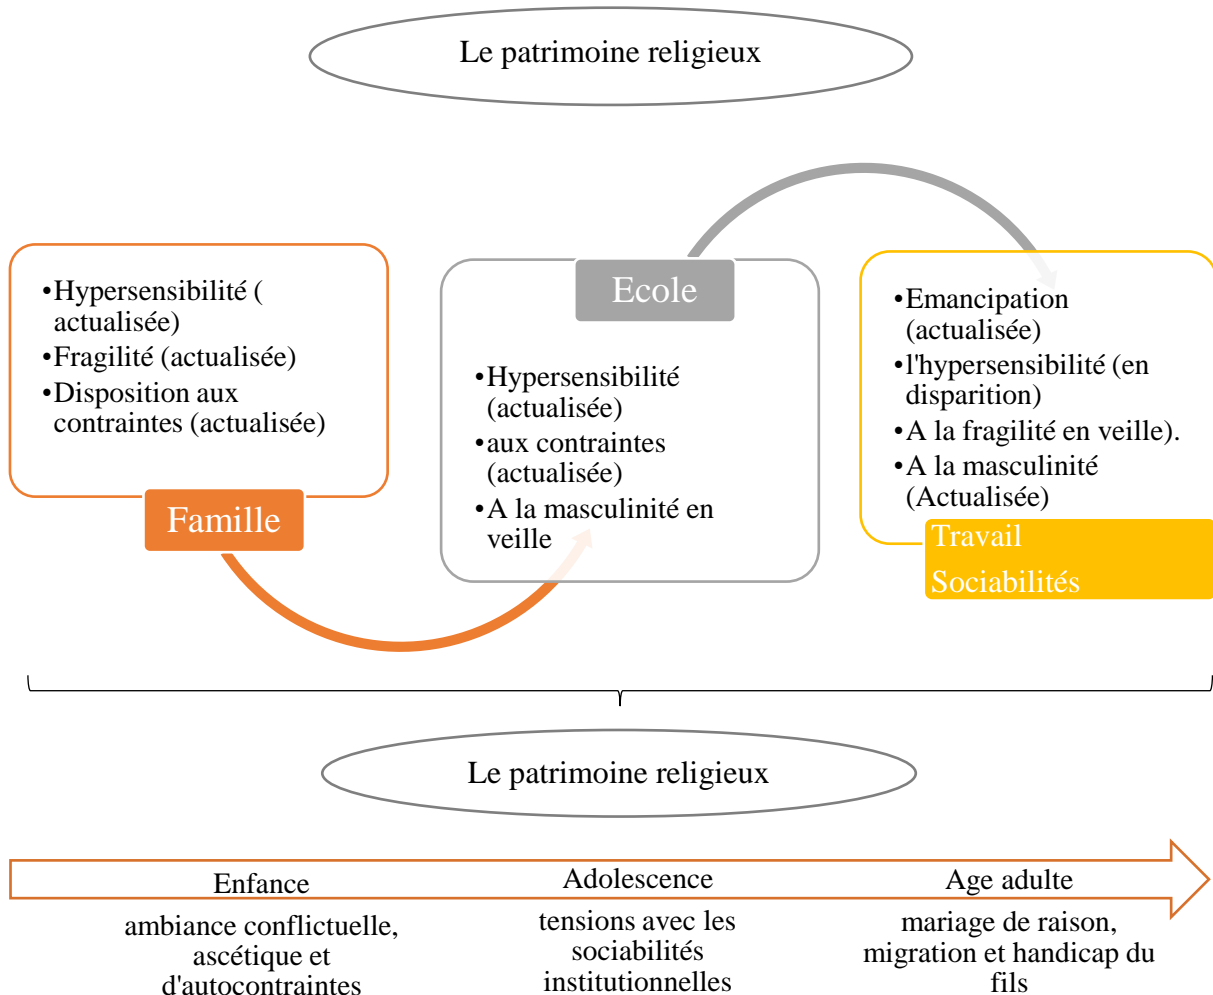 Le patrimoine religieux
•Hypersensibilité (
actualisée)
•Fragilité (actualisée)
•Disposition aux
contraintes (actualisée)
Famille
Ecole
•Hypersensibilité
(actualisée)
•aux contraintes
(actualisée)
•A la masculinité en
veille
•Emancipation
(actualisée)
•l'hypersensibilité (en
disparition)
•A la fragilité en veille).
•A la masculinité
(Actualisée)
Travail
Sociabilités
Le patrimoine religieux
Enfance
ambiance conflictuelle,
ascétique et
d'autocontraintes
Adolescence
tensions avec les
sociabilités
institutionnelles
Age adulte
mariage de raison,
migration et handicap du
fils